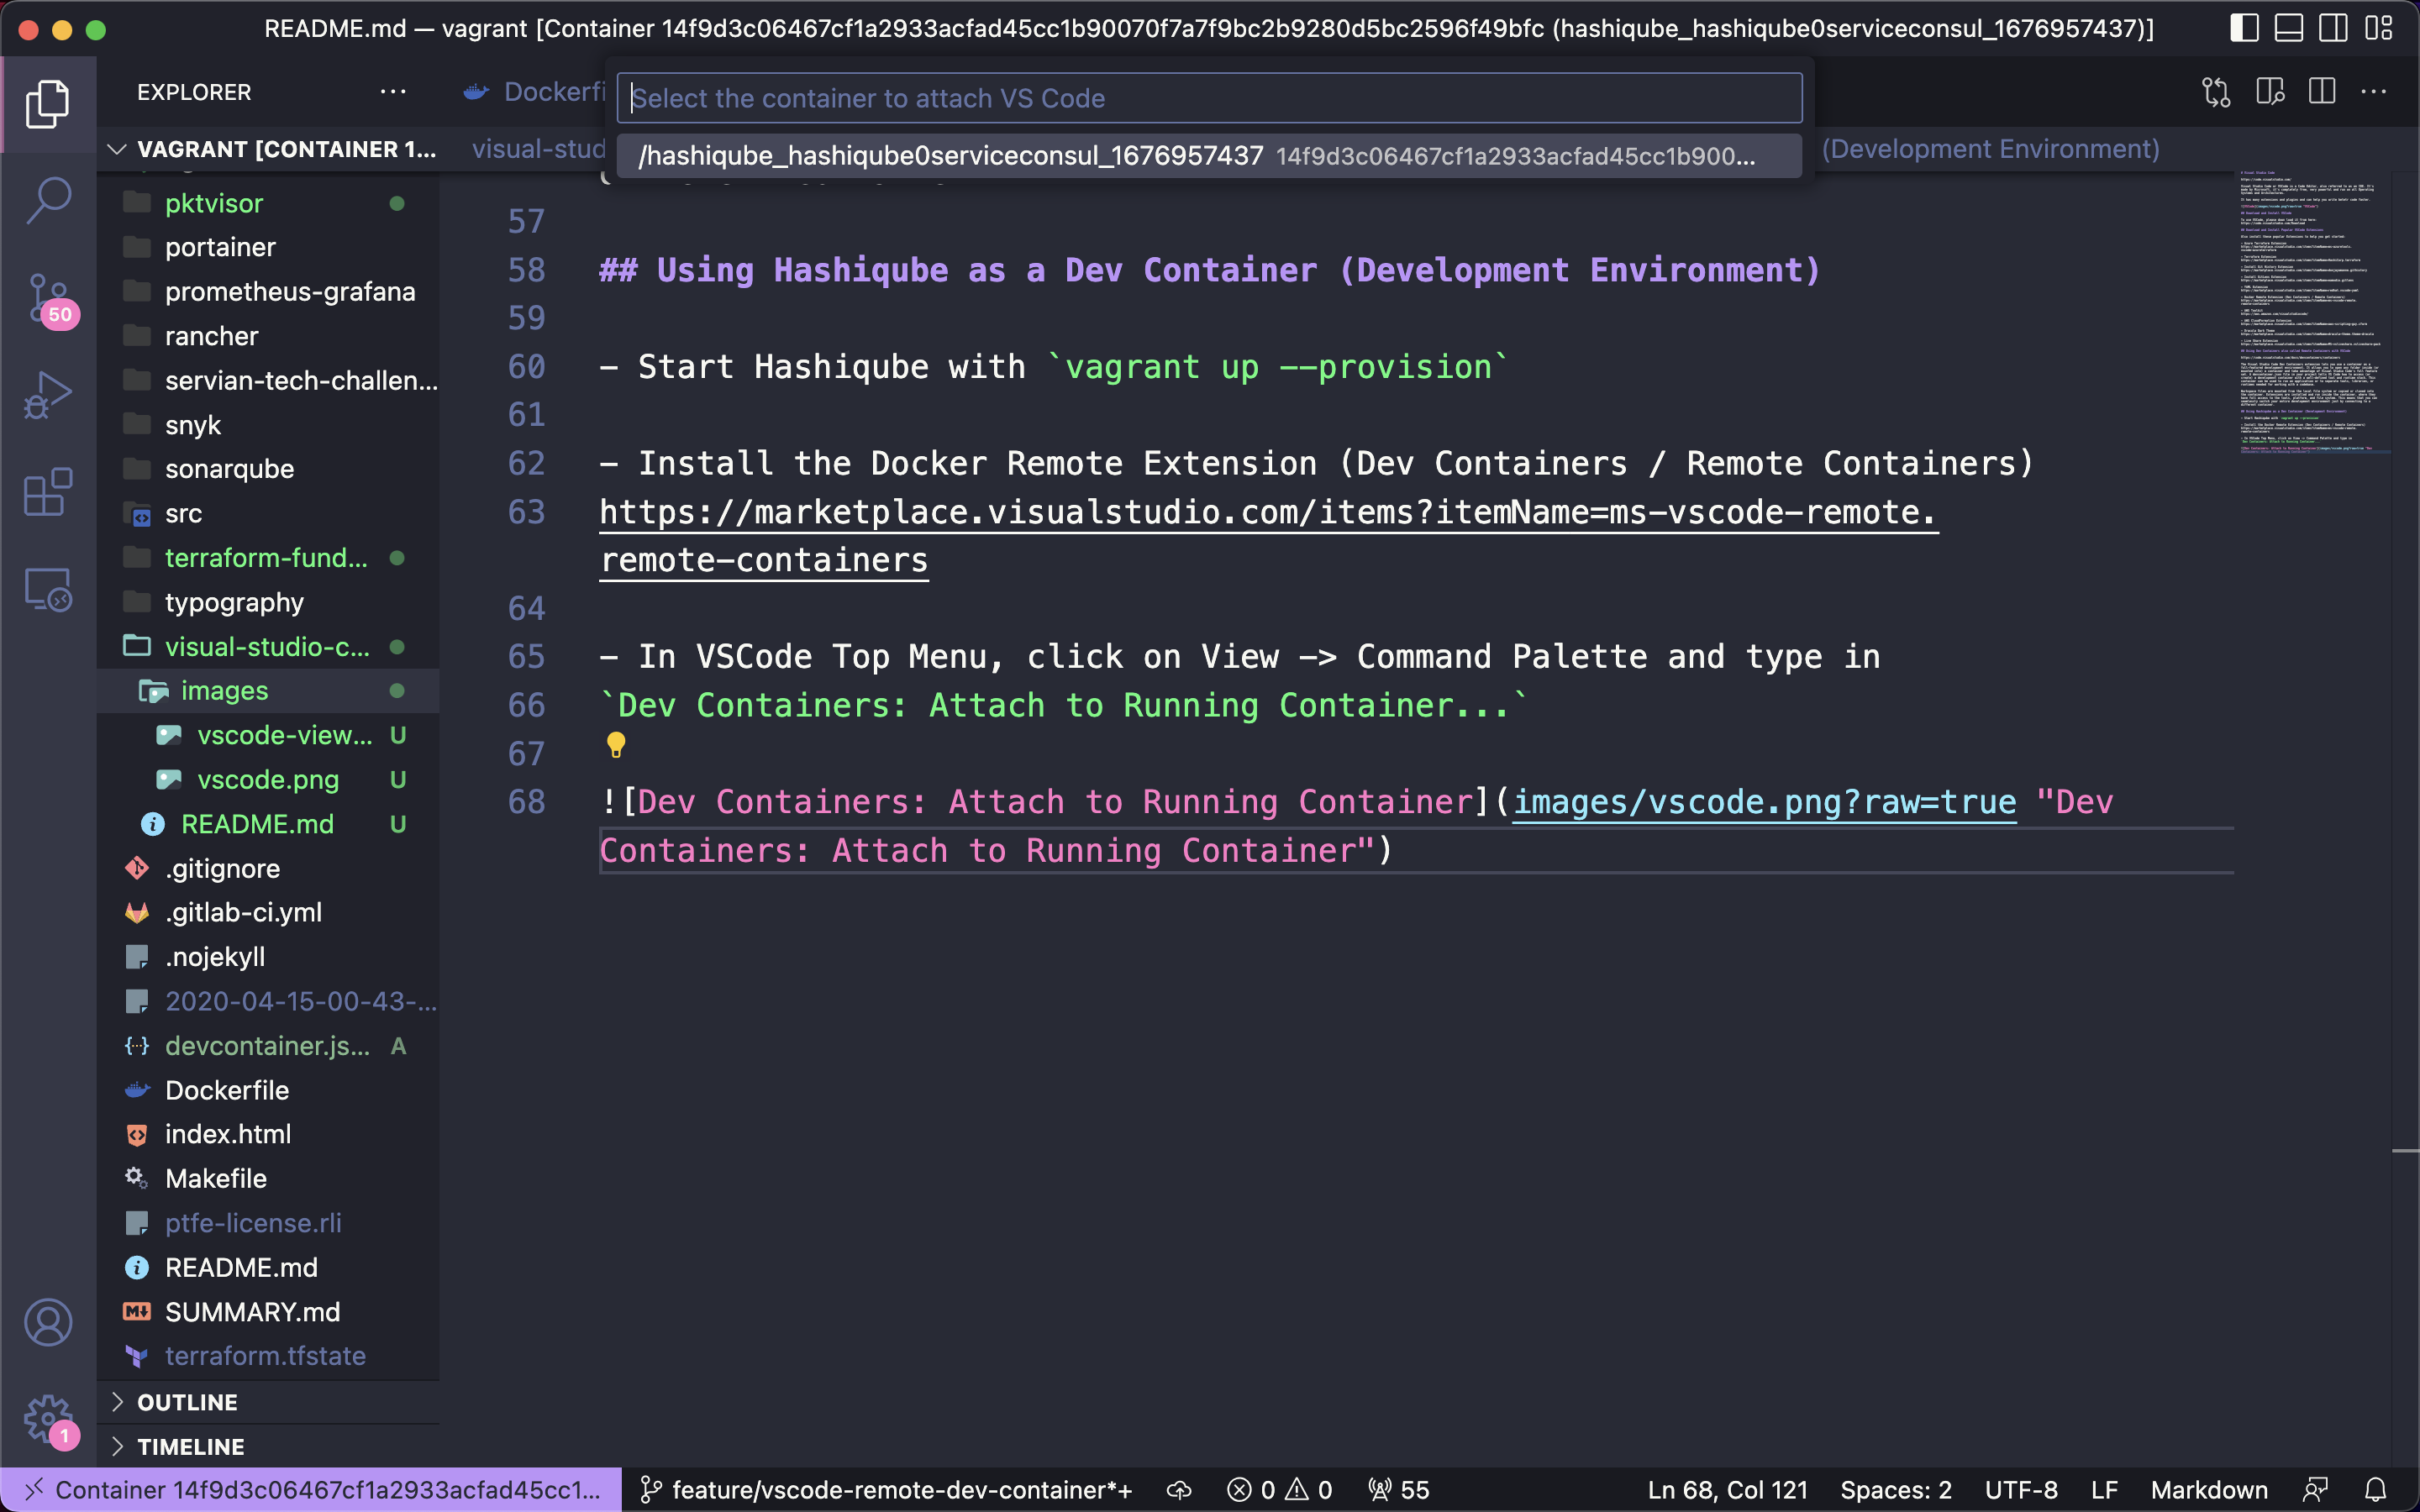 README.md — vagrant [Container 14f9d3c06467cf1a2933acfad45cc1b90070f7a7f9bc2b9280d5bc2596f49bfc (hashiqube_hashiqube0serviceconsul_1676957437)]
EXPLORER
Dockerfi
Select the container to attach VS Code
VAGRANT [CONTAINER 1...
visual-stud
/hashiqube_hashiqube0serviceconsul_1676957437 14f9d3c06467cf1a2933acfad45cc1b900...
(Development Environment)
pktvisor
portainer
prometheus-grafana
rancher
servian-tech-challen...
snyk
sonarqube
src
terraform-fund...
typography
visual-studio-c...
images
vscode-view... U
vscode.png U
README.md U
.gitignore
.gitlab-ci.yml
.nojekyll
2020-04-15-00-43-...
devcontainer.js... A
Dockerfile
index.html
Makefile
ptfe-license.rli
README.md
SUMMARY.md
terraform.tfstate
OUTLINE
TIMELINE
50
1
57
58 ## Using Hashiqube as a Dev Container (Development Environment)
59
60 - Start Hashiqube with `vagrant up --provision`
61
62 - Install the Docker Remote Extension (Dev Containers / Remote Containers)
63 https://marketplace.visualstudio.com/items?itemName=ms-vscode-remote.
remote-containers
64
65 - In VSCode Top Menu, click on View -> Command Palette and type in
66 `Dev Containers: Attach to Running Container...`
67
68 ![Dev Containers: Attach to Running Container](images/vscode.png?raw=true "Dev
Containers: Attach to Running Container")
Container 14f9d3c06467cf1a2933acfad45cc1... feature/vscode-remote-dev-container*+ 0 0 55 Ln 68, Col 121 Spaces: 2 UTF-8 LF Markdown